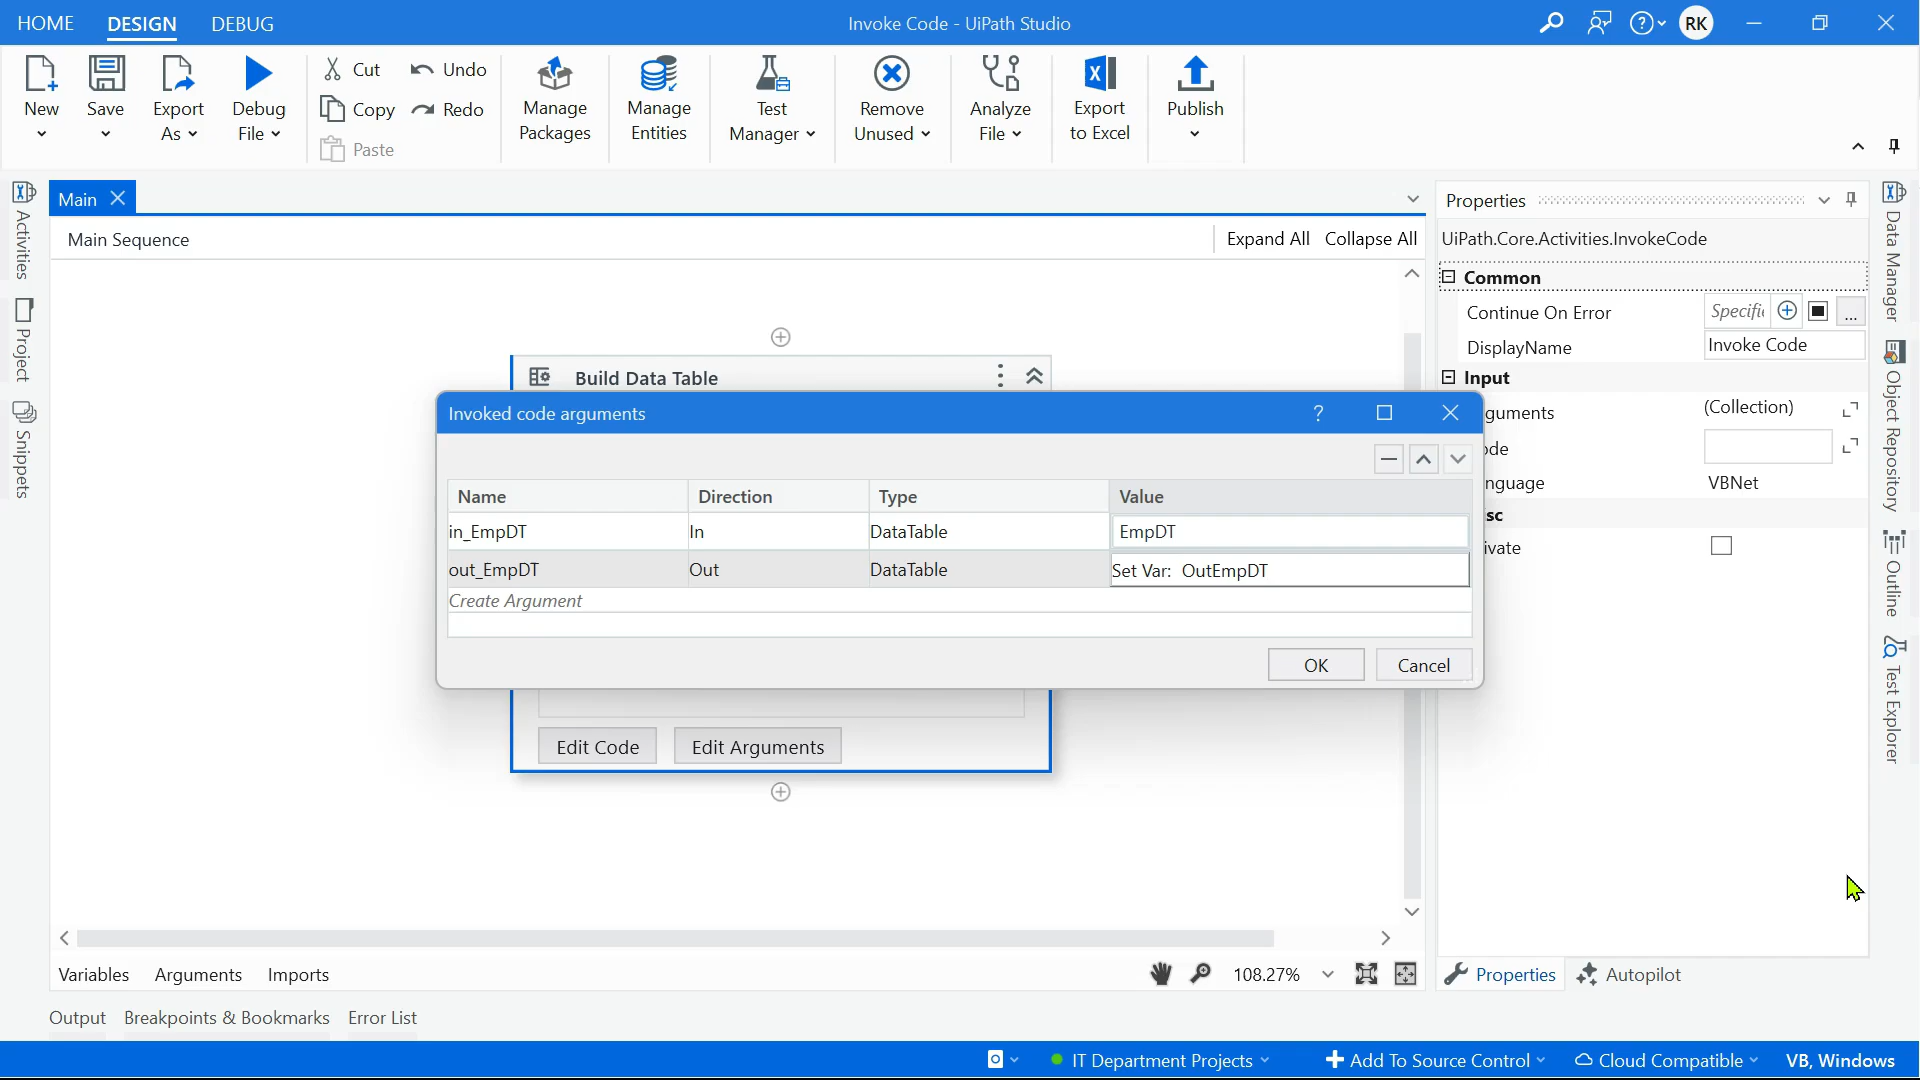 HOME DESIGN DEBUG
Invoke Code - UiPath Studio
RK
New
Save
Export As
Debug File
Cut
Copy
Paste
Undo
Redo
Manage Packages
Manage Entities
Test Manager
Remove Unused
Analyze File
Export to Excel
Publish
Activities
Project
Snippets
Main
Main Sequence
Expand All Collapse All
Build Data Table
Invoked code arguments
?
Name Direction Type Value
in_EmpDT In DataTable EmpDT
out_EmpDT Out DataTable Set Var: OutEmpDT
Create Argument
OK Cancel
Edit Code Edit Arguments
Variables Arguments Imports
108.27%
Properties
UiPath.Core.Activities.InvokeCode
Common
Continue On Error Specifi ...
DisplayName Invoke Code
Input
guments (Collection)
de
nguage VBNet
sc
ivate
Properties Autopilot
Data Manager
Object Repository
Outline
Test Explorer
Output Breakpoints & Bookmarks Error List
IT Department Projects Add To Source Control Cloud Compatible VB, Windows